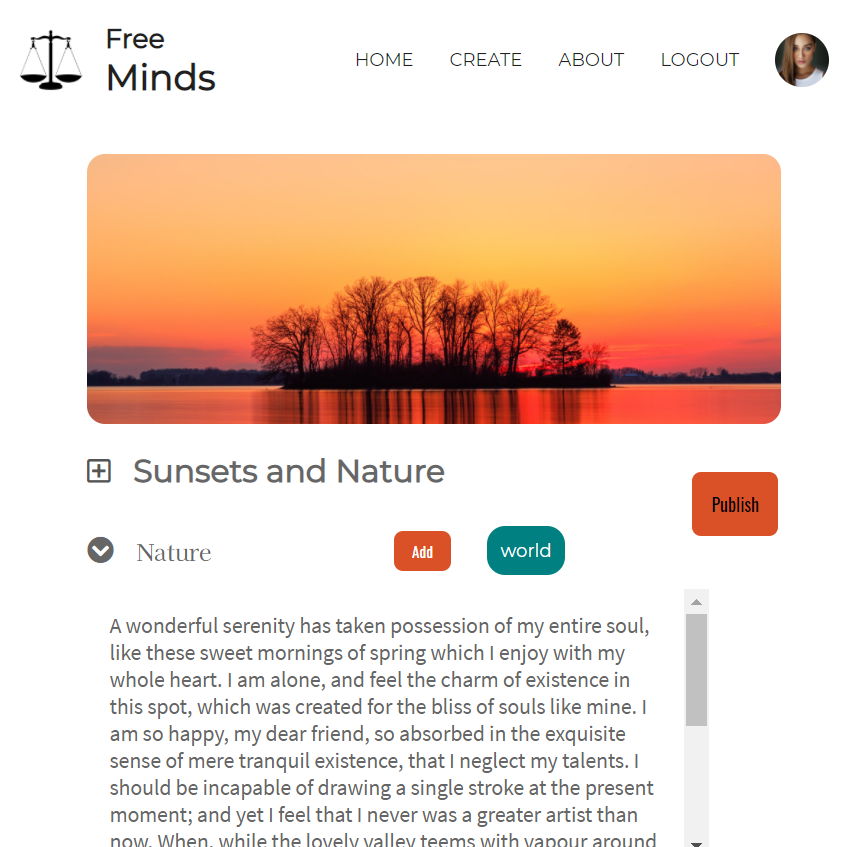 Free
Minds
HOME CREATE ABOUT LOGOUT
Sunsets and Nature
Publish
Nature
Add
world
A wonderful serenity has taken possession of my entire soul,
like these sweet mornings of spring which I enjoy with my
whole heart. I am alone, and feel the charm of existence in
this spot, which was created for the bliss of souls like mine. I
am so happy, my dear friend, so absorbed in the exquisite
sense of mere tranquil existence, that I neglect my talents. I
should be incapable of drawing a single stroke at the present
moment; and yet I feel that I never was a greater artist than
now. When, while the lovely valley teems with vapour around